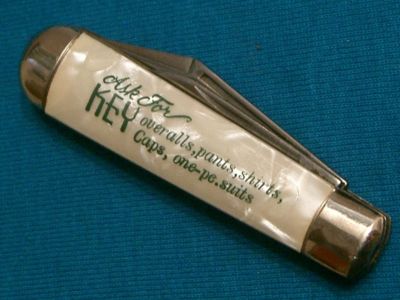 Ask For
KEY overalls,pants,shirts,
Caps, one-pc.suits